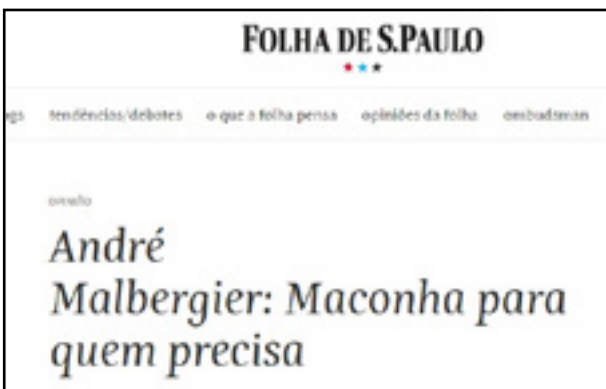 FOLHA DE S.PAULO
tendências/debates o que a folha pensa opiniões da folha ombudsman
André
Malbergier: Maconha para
quem precisa